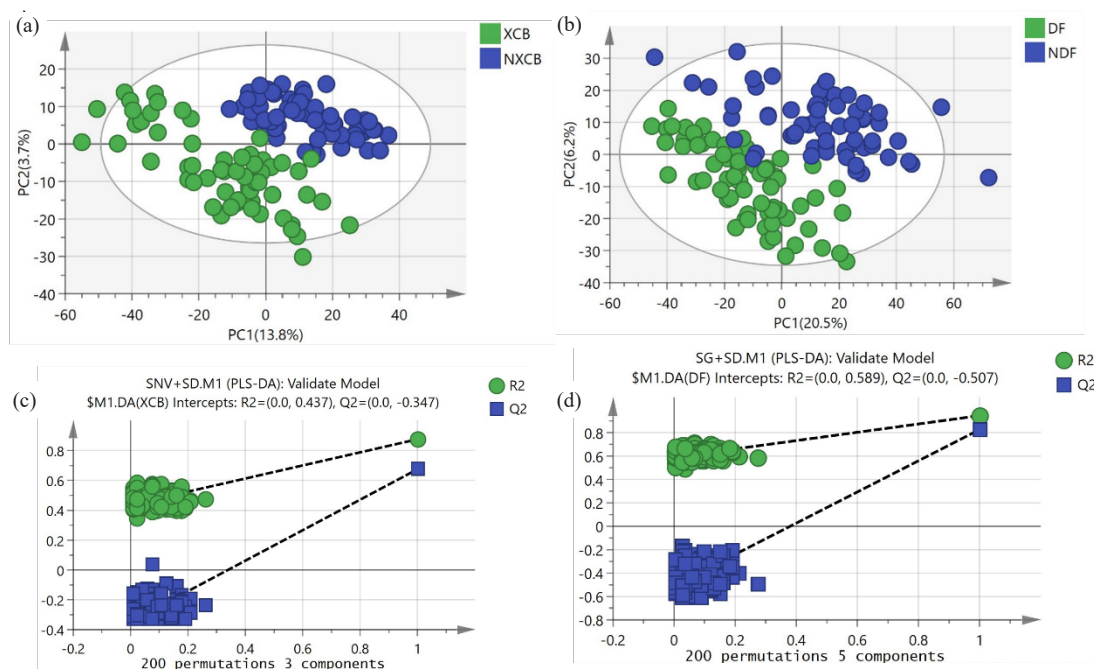 (a)
XCB
NXCB
20
10
0
-10
-20
-30
-40
PC2(3.7%)
-60 -40 -20 0 20 40
PC1(13.8%)
(b)
DF
NDF
30
20
10
0
-10
-20
-30
-40
PC2(6.2%)
-60 -40 -20 0 20 40 60
PC1(20.5%)
(c)
SNV+SD.M1 (PLS-DA): Validate Model
$M1.DA(XCB) Intercepts: R2=(0.0, 0.437), Q2=(0.0, -0.347)
R2
Q2
0.8
0.6
0.4
0.2
0
-0.2
-0.4
-0.2 0 0.2 0.4 0.6 0.8 1
200 permutations 3 components
(d)
SG+SD.M1 (PLS-DA): Validate Model
$M1.DA(DF) Intercepts: R2=(0.0, 0.589), Q2=(0.0, -0.507)
R2
Q2
0.8
0.6
0.4
0.2
0
-0.2
-0.4
-0.6
-0.8
-0.2 0 0.2 0.4 0.6 0.8 1
200 permutations 5 components